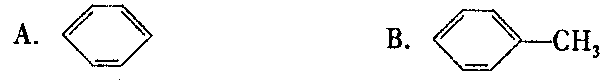 A. B. —CH₃